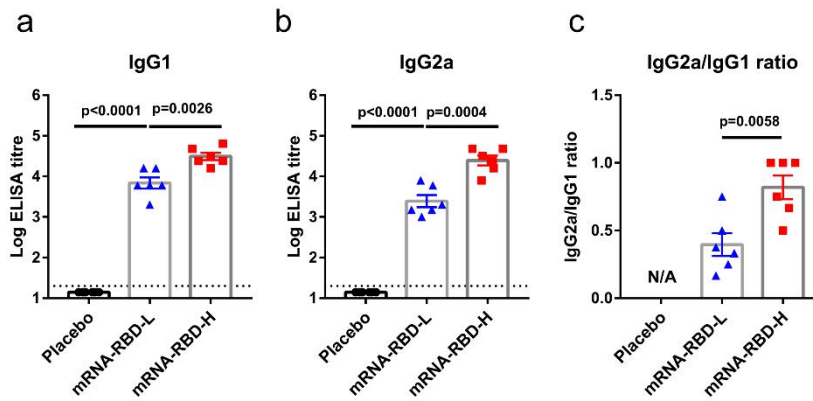 a
IgG1
p<0.0001
p=0.0026
Log ELISA titre
6
5
4
3
2
1
Placebo
mRNA-RBD-L
mRNA-RBD-H
b
IgG2a
p<0.0001
p=0.0004
Log ELISA titre
6
5
4
3
2
1
Placebo
mRNA-RBD-L
mRNA-RBD-H
c
IgG2a/IgG1 ratio
p=0.0058
IgG2a/IgG1 ratio
1.5
1.0
0.5
0.0
N/A
Placebo
mRNA-RBD-L
mRNA-RBD-H